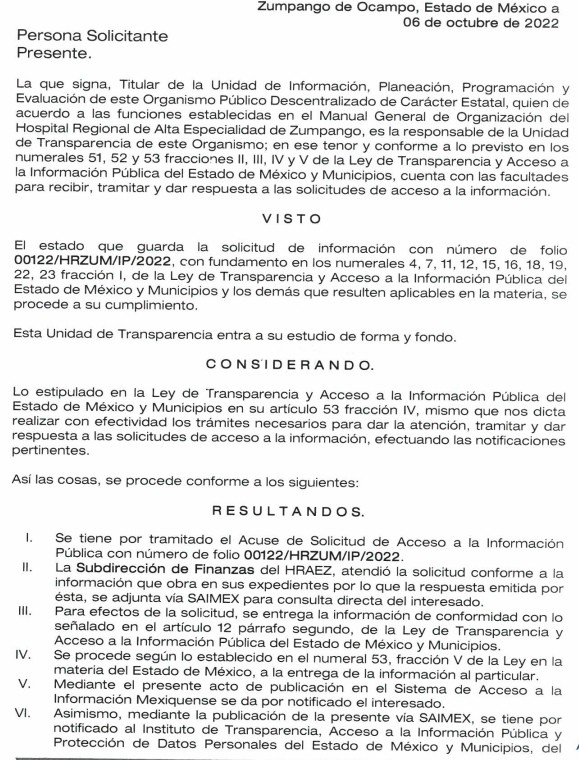 Zumpango de Ocampo, Estado de México a
06 de octubre de 2022
Persona Solicitante
Presente.
La que signa, Titular de la Unidad de Información, Planeación, Programación y
Evaluación de este Organismo Público Descentralizado de Carácter Estatal, quien de
acuerdo a las funciones establecidas en el Manual General de Organización del
Hospital Regional de Alta Especialidad de Zumpango, es la responsable de la Unidad
de Transparencia de este Organismo; en ese tenor y conforme a lo previsto en los
numerales 51, 52 y 53 fracciones II, III, IV y V de la Ley de Transparencia y Acceso a
la Información Pública del Estado de México y Municipios, cuenta con las facultades
para recibir, tramitar y dar respuesta a las solicitudes de acceso a la información.
V I S T O
El estado que guarda la solicitud de información con número de folio
00122/HRZUM/IP/2022, con fundamento en los numerales 4, 7, 11, 12, 15, 16, 18, 19,
22, 23 fracción I, de la Ley de Transparencia y Acceso a la Información Pública del
Estado de México y Municipios y los demás que resulten aplicables en la materia, se
procede a su cumplimiento.
Esta Unidad de Transparencia entra a su estudio de forma y fondo.
C O N S I D E R A N D O.
Lo estipulado en la Ley de Transparencia y Acceso a la Información Pública del
Estado de México y Municipios en su artículo 53 fracción IV, mismo que nos dicta
realizar con efectividad los trámites necesarios para dar la atención, tramitar y dar
respuesta a las solicitudes de acceso a la información, efectuando las notificaciones
pertinentes.
Así las cosas, se procede conforme a los siguientes:
R E S U L T A N D O S.
I. Se tiene por tramitado el Acuse de Solicitud de Acceso a la Información
Pública con número de folio 00122/HRZUM/IP/2022.
II. La Subdirección de Finanzas del HRAEZ, atendió la solicitud conforme a la
información que obra en sus expedientes por lo que la respuesta emitida por
ésta, se adjunta vía SAIMEX para consulta directa del interesado.
III. Para efectos de la solicitud, se entrega la información de conformidad con lo
señalado en el artículo 12 párrafo segundo, de la Ley de Transparencia y
Acceso a la Información Pública del Estado de México y Municipios.
IV. Se procede según lo establecido en el numeral 53, fracción V de la Ley en la
materia del Estado de México, a la entrega de la información al particular.
V. Mediante el presente acto de publicación en el Sistema de Acceso a la
Información Mexiquense se da por notificado el interesado.
VI. Asimismo, mediante la publicación de la presente vía SAIMEX, se tiene por
notificado al Instituto de Transparencia, Acceso a la Información Pública y
Protección de Datos Personales del Estado de México y Municipios, del